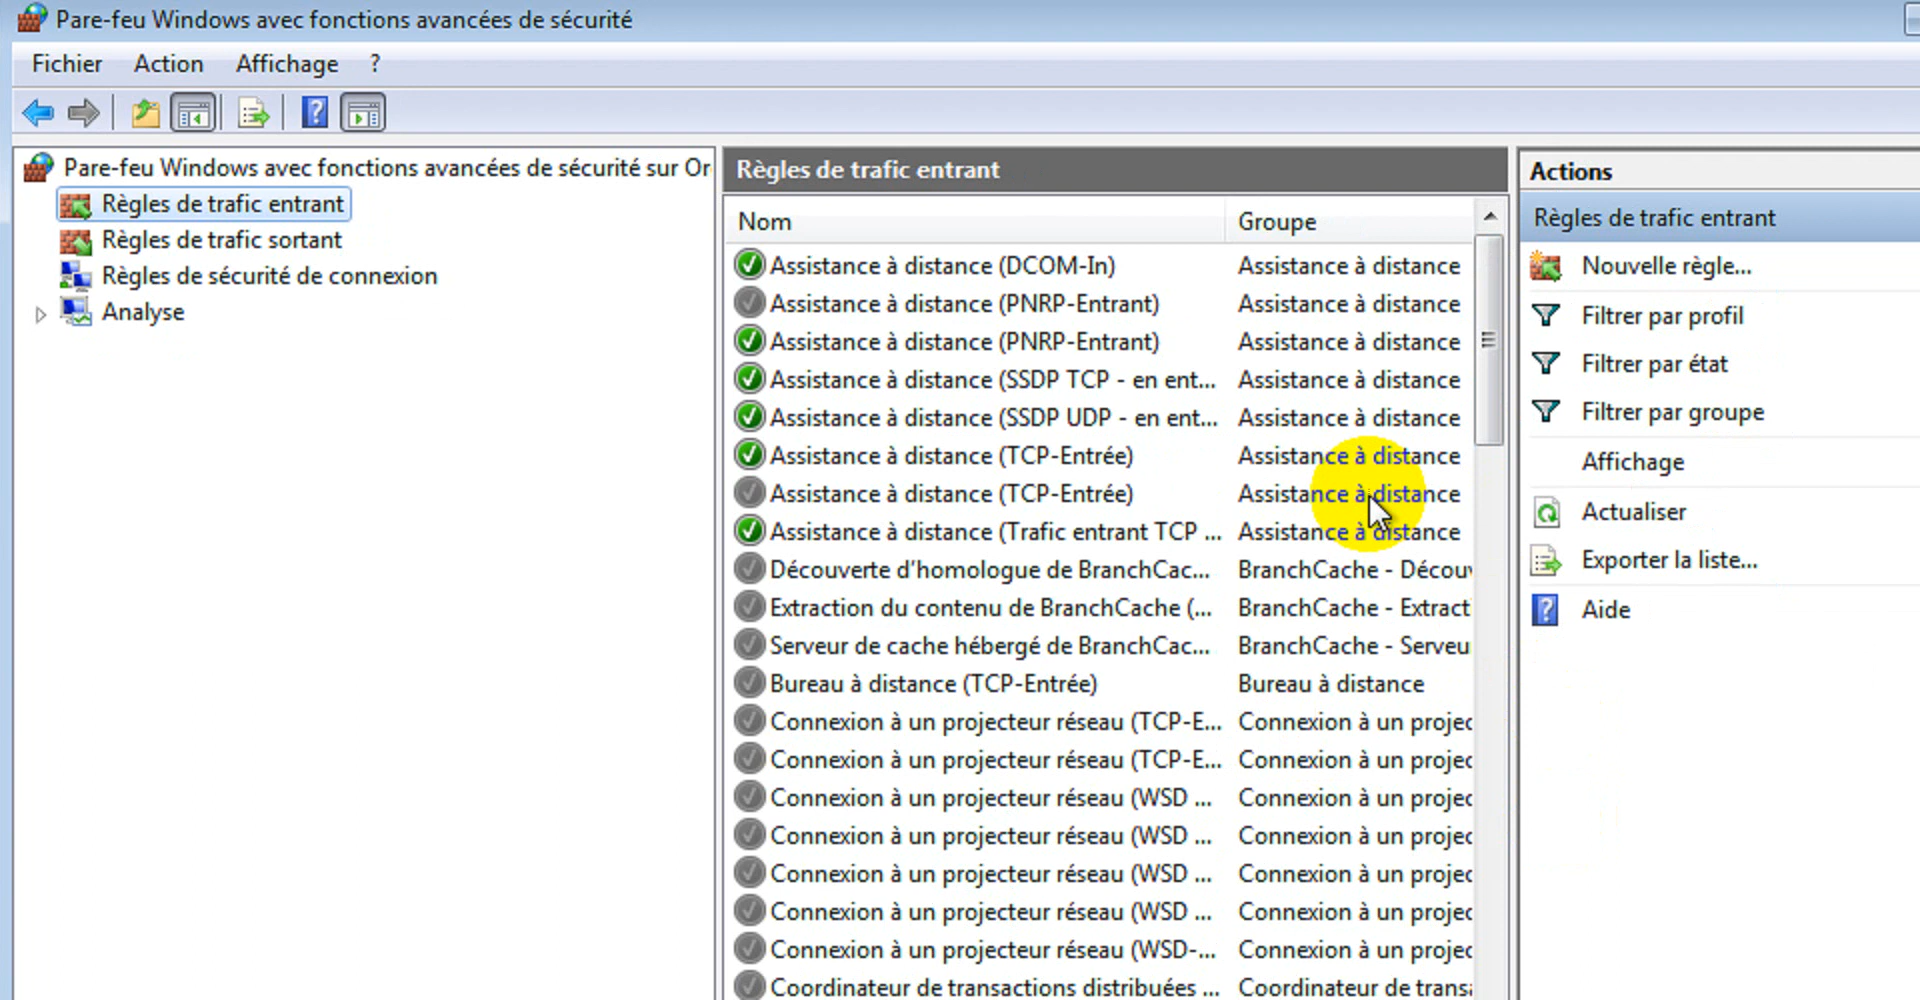 Pare-feu Windows avec fonctions avancées de sécurité
Fichier Action Affichage ?
Pare-feu Windows avec fonctions avancées de sécurité sur Or
Règles de trafic entrant
Règles de trafic sortant
Règles de sécurité de connexion
Analyse
Règles de trafic entrant
Nom Groupe
Assistance à distance (DCOM-In) Assistance à distance
Assistance à distance (PNRP-Entrant) Assistance à distance
Assistance à distance (PNRP-Entrant) Assistance à distance
Assistance à distance (SSDP TCP - en ent... Assistance à distance
Assistance à distance (SSDP UDP - en ent... Assistance à distance
Assistance à distance (TCP-Entrée) Assistance à distance
Assistance à distance (TCP-Entrée) Assistance à distance
Assistance à distance (Trafic entrant TCP ... Assistance à distance
Découverte d'homologue de BranchCac... BranchCache - Découv
Extraction du contenu de BranchCache (... BranchCache - Extract
Serveur de cache hébergé de BranchCac... BranchCache - Serveu
Bureau à distance (TCP-Entrée) Bureau à distance
Connexion à un projecteur réseau (TCP-E... Connexion à un projec
Connexion à un projecteur réseau (TCP-E... Connexion à un projec
Connexion à un projecteur réseau (WSD ... Connexion à un projec
Connexion à un projecteur réseau (WSD ... Connexion à un projec
Connexion à un projecteur réseau (WSD ... Connexion à un projec
Connexion à un projecteur réseau (WSD ... Connexion à un projec
Connexion à un projecteur réseau (WSD-... Connexion à un projec
Coordinateur de transactions distribuées ... Coordinateur de transa
Actions
Règles de trafic entrant
Nouvelle règle...
Filtrer par profil
Filtrer par état
Filtrer par groupe
Affichage
Actualiser
Exporter la liste...
Aide